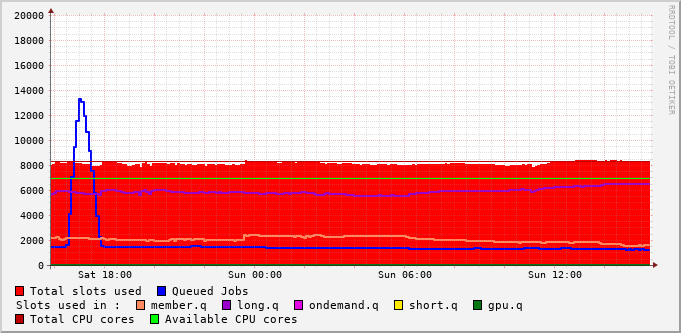 20000
18000
16000
14000
12000
10000
8000
6000
4000
2000
0
Sat 18:00 Sun 00:00 Sun 06:00 Sun 12:00
RRDTOOL / TOBI OETIKER
Total slots used Queued Jobs
Slots used in : member.q long.q ondemand.q short.q gpu.q
Total CPU cores Available CPU cores